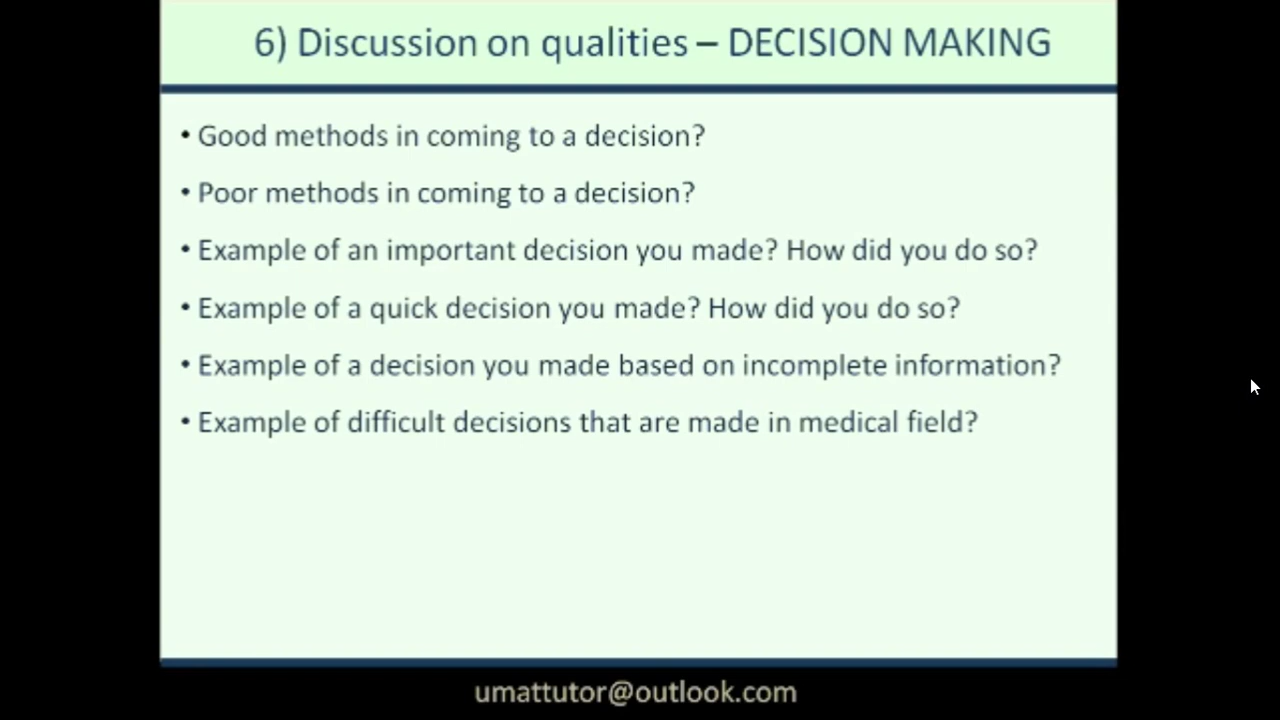 6) Discussion on qualities – DECISION MAKING
• Good methods in coming to a decision?
• Poor methods in coming to a decision?
• Example of an important decision you made? How did you do so?
• Example of a quick decision you made? How did you do so?
• Example of a decision you made based on incomplete information?
• Example of difficult decisions that are made in medical field?
umattutor@outlook.com